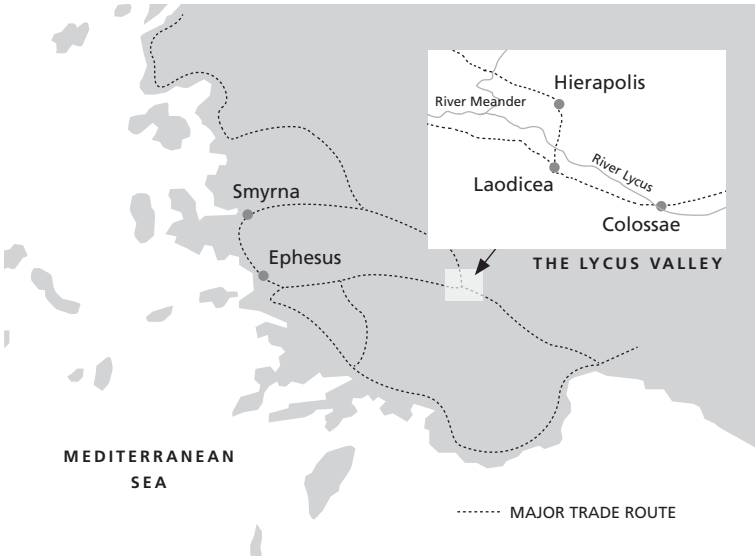 Hierapolis
River Meander
River Lycus
Laodicea
Colossae
Smyrna
Ephesus
THE LYCUS VALLEY
MEDITERRANEAN
SEA
MAJOR TRADE ROUTE